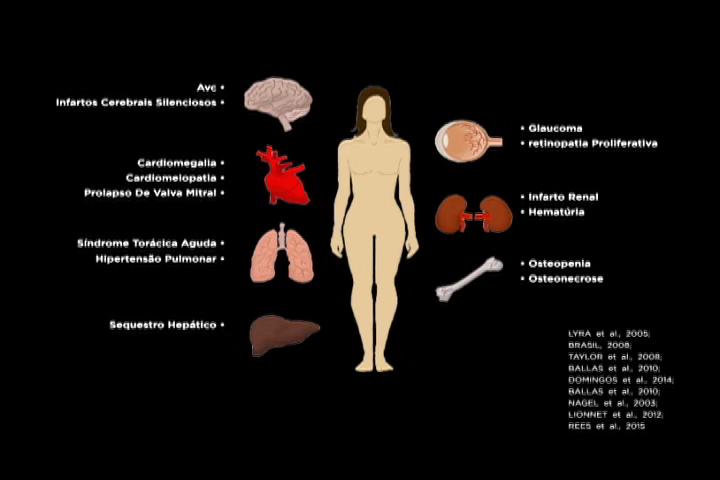 Ave •
Infartos Cerebrais Silenciosos •
Cardiomegalia •
Cardiomeiopatia •
Prolapso De Valva Mitral •
Síndrome Torácica Aguda •
Hipertensão Pulmonar •
Sequestro Hepático •
• Glaucoma
• retinopatia Proliferativa
• Infarto Renal
• Hematúria
• Osteopenia
• Osteonecrose
LYRA et al., 2005;
BRASIL, 2008;
TAYLOR et al., 2008;
BALLAS et al., 2010;
DOMINGOS et al., 2014;
BALLAS et al., 2010;
NAGEL et al., 2003;
LIONNET et al., 2012;
REES et al., 2015